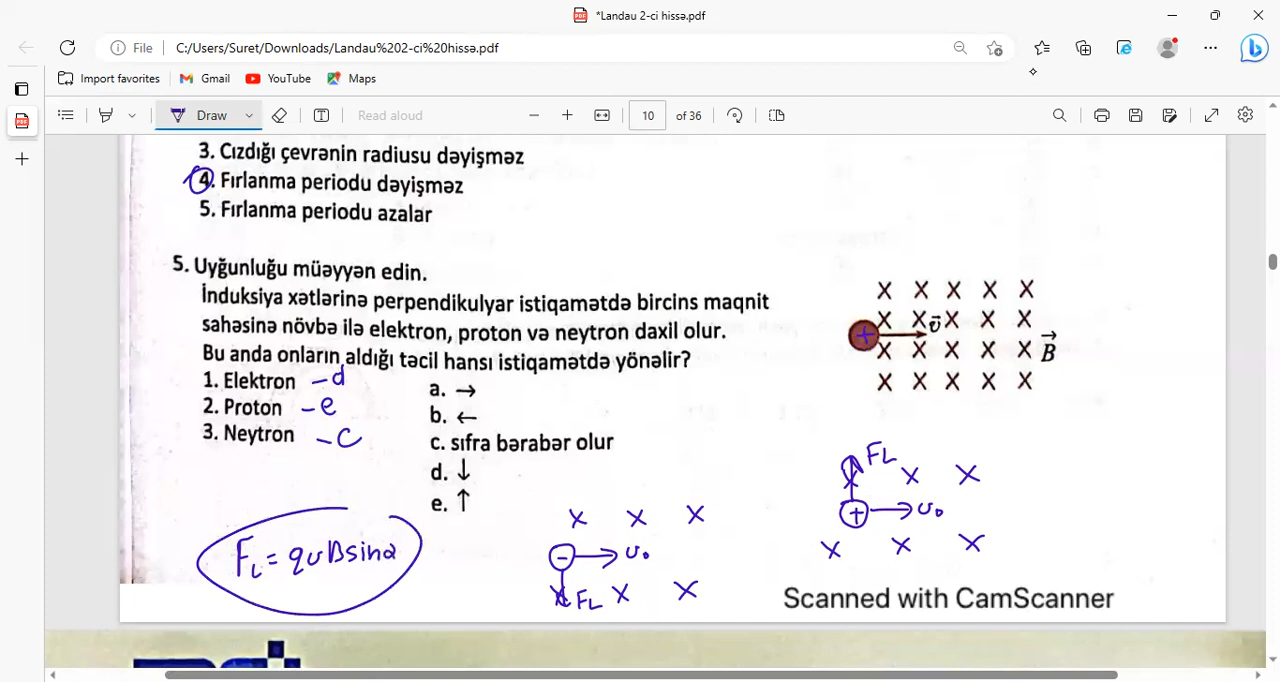 *Landau 2-ci hissə.pdf
File
C:/Users/Suret/Downloads/Landau%202-ci%20hissə.pdf
Import favorites
Gmail
YouTube
Maps
Draw
Read aloud
10 of 36
3. Cızdığı çevrənin radiusu dəyişməz
4. Fırlanma periodu dəyişməz
5. Fırlanma periodu azalar
5. Uyğunluğu müəyyən edin.
İnduksiya xətlərinə perpendikulyar istiqamətdə bircins maqnit
sahəsinə növbə ilə elektron, proton və neytron daxil olur.
Bu anda onların aldığı təcil hansı istiqamətdə yönəlir?
1. Elektron – d
2. Proton – e
3. Neytron – c
a. →
b. ←
c. sıfra bərabər olur
d. ↓
e. ↑
X X X X X
X X X X X
+ v⃗
X X X X X B⃗
X X X X X
FL
X X X
+ → υ₀
X X X
X X X
− → υ₀
X X X
FL
FL = qυBsinα
Scanned with CamScanner